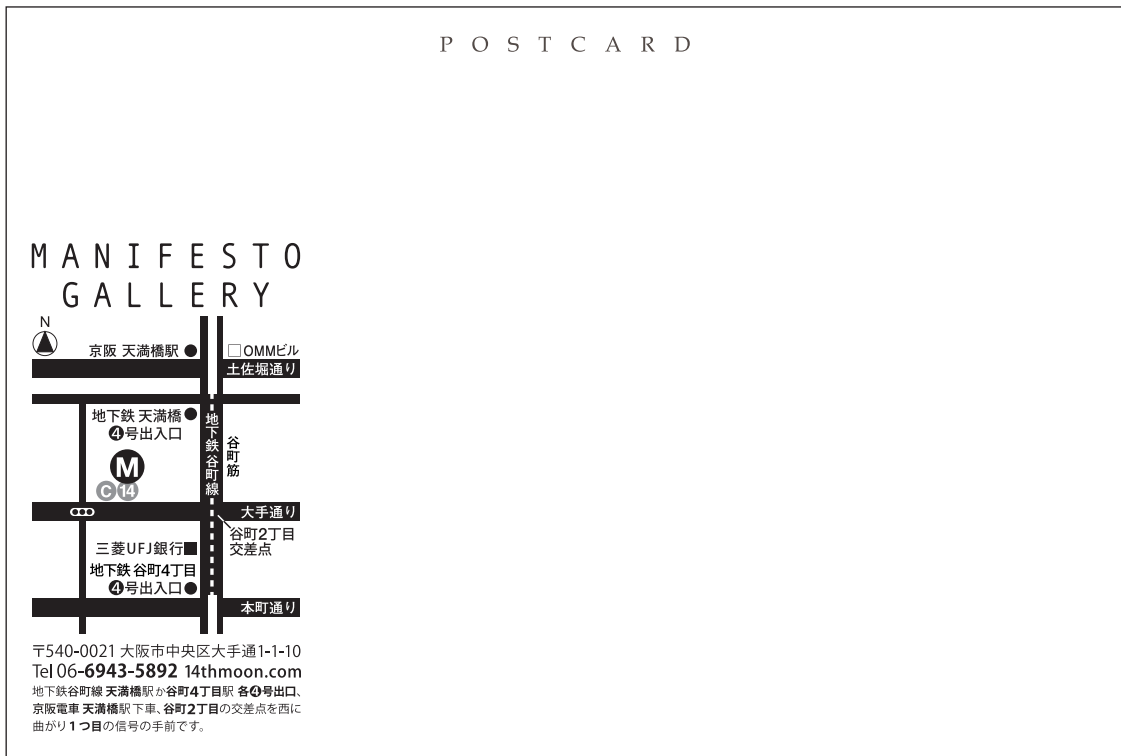 POSTCARD
MANIFESTO
GALLERY
N
京阪 天満橋駅
OMMビル
土佐堀通り
地下鉄 天満橋
4号出入口
地下鉄谷町線
谷町筋
M
C 14
大手通り
谷町2丁目
交差点
三菱UFJ銀行
地下鉄 谷町4丁目
4号出入口
本町通り
〒540-0021 大阪市中央区大手通1-1-10
Tel 06-6943-5892 14thmoon.com
地下鉄谷町線 天満橋駅か谷町4丁目駅 各4号出口、
京阪電車 天満橋駅下車、谷町2丁目の交差点を西に
曲がり1つ目の信号の手前です。